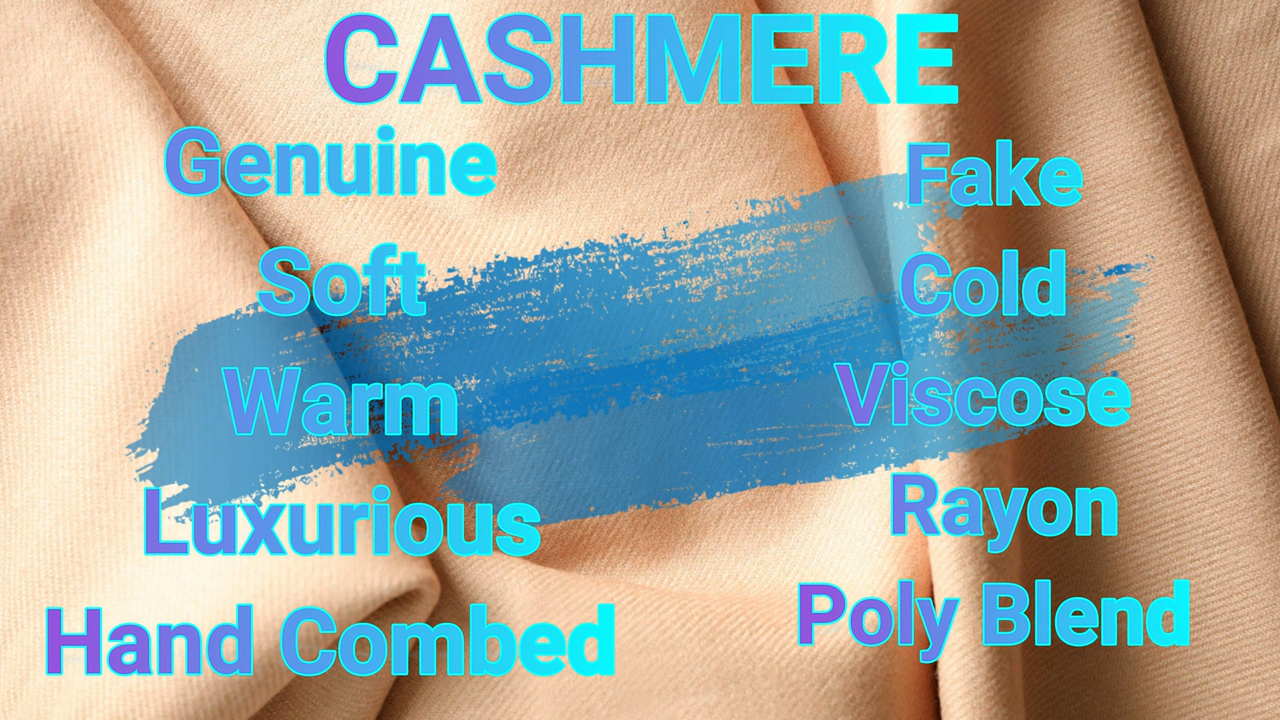 CASHMERE
Genuine
Soft
Warm
Luxurious
Hand Combed
Fake
Cold
Viscose
Rayon
Poly Blend